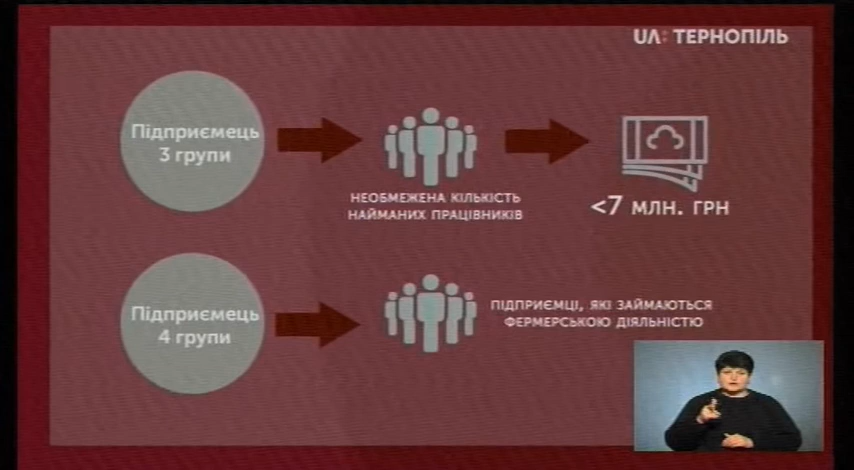 UA: ТЕРНОПІЛЬ
Підприємець
3 групи
НЕОБМЕЖЕНА КІЛЬКІСТЬ
НАЙМАНИХ ПРАЦІВНИКІВ
<7 МЛН. ГРН
Підприємець
4 групи
ПІДПРИЄМЦІ, ЯКІ ЗАЙМАЮТЬСЯ
ФЕРМЕРСЬКОЮ ДІЯЛЬНІСТЮ